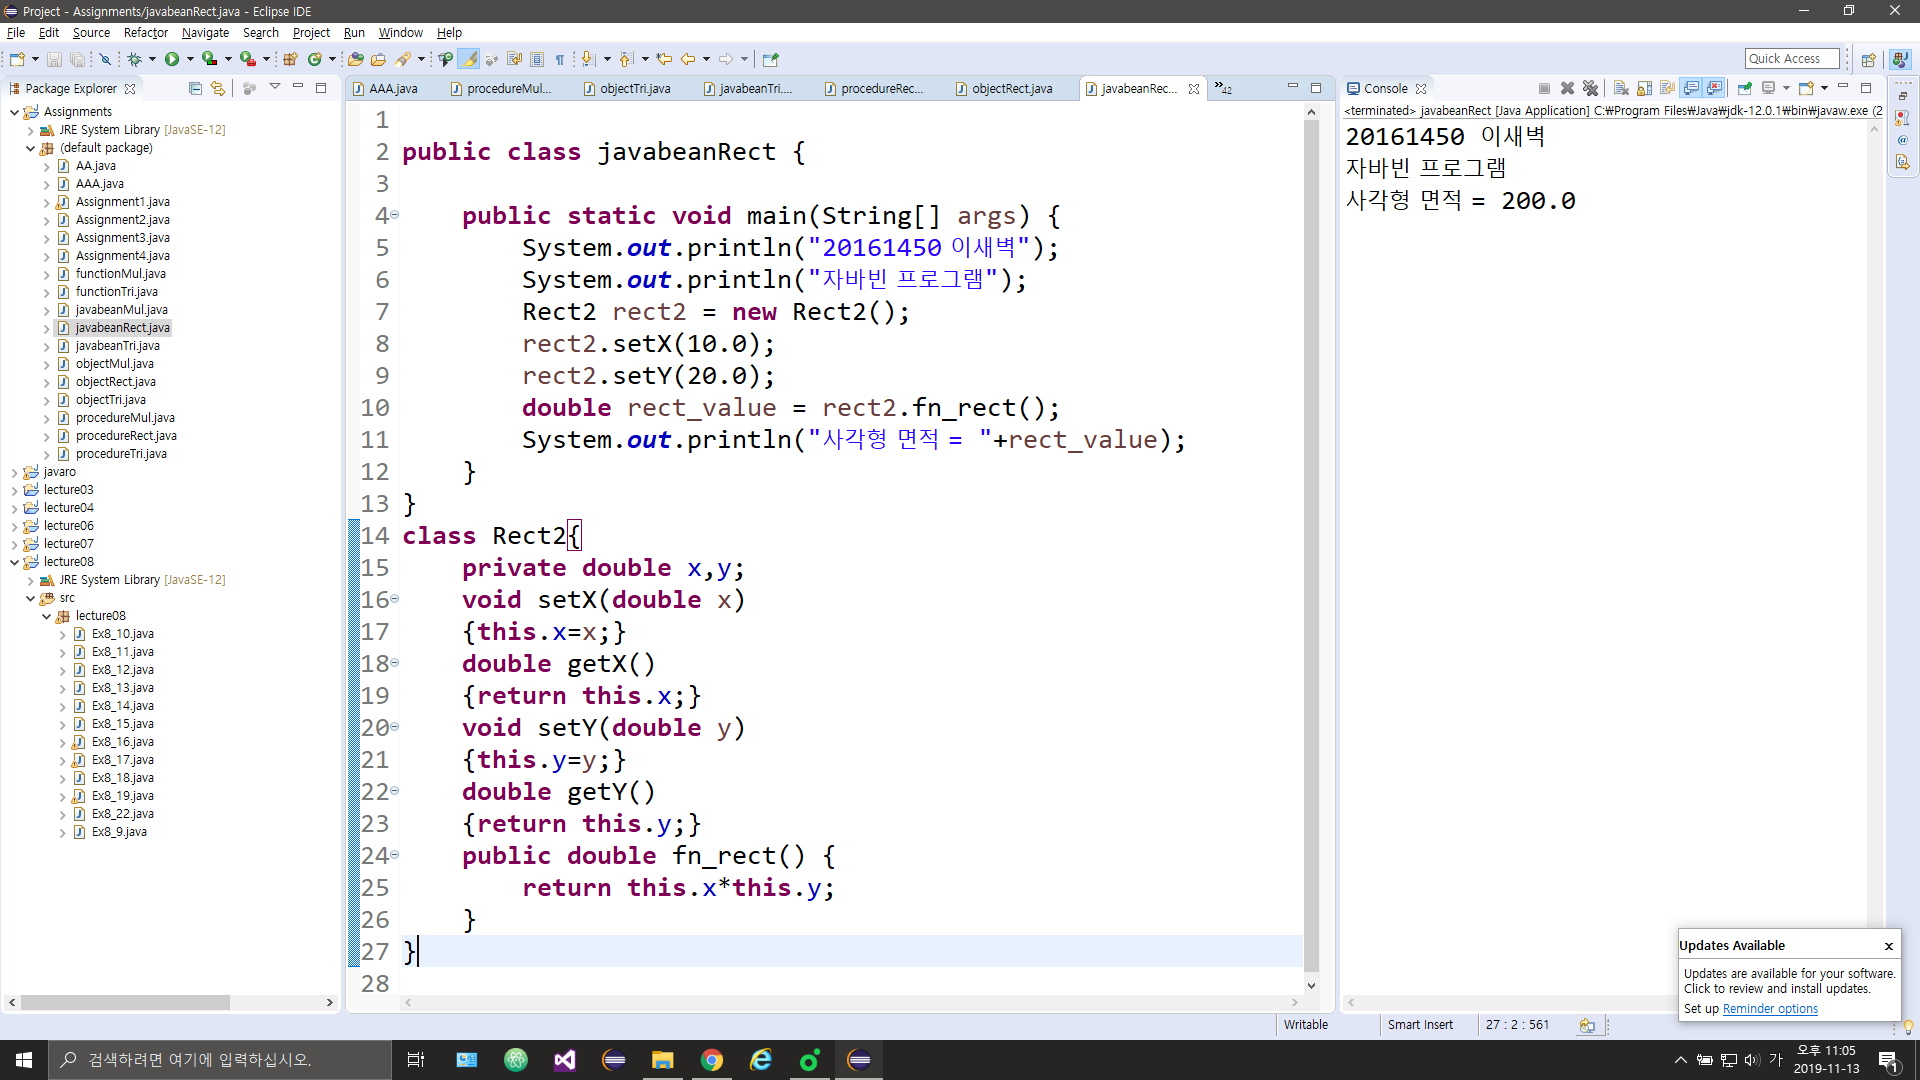 Project - Assignments/javabeanRect.java - Eclipse IDE
File Edit Source Refactor Navigate Search Project Run Window Help
Quick Access
Package Explorer
Assignments
JRE System Library [JavaSE-12]
(default package)
AA.java
AAA.java
Assignment1.java
Assignment2.java
Assignment3.java
Assignment4.java
functionMul.java
functionTri.java
javabeanMul.java
javabeanRect.java
javabeanTri.java
objectMul.java
objectRect.java
objectTri.java
procedureMul.java
procedureRect.java
procedureTri.java
javaro
lecture03
lecture04
lecture06
lecture07
lecture08
JRE System Library [JavaSE-12]
src
lecture08
Ex8_10.java
Ex8_11.java
Ex8_12.java
Ex8_13.java
Ex8_14.java
Ex8_15.java
Ex8_16.java
Ex8_17.java
Ex8_18.java
Ex8_19.java
Ex8_22.java
Ex8_9.java
AAA.java procedureMul... objectTri.java javabeanTri.... procedureRec... objectRect.java javabeanRec... »42
1
2 public class javabeanRect {
3
4 public static void main(String[] args) {
5 System.out.println("20161450 이새벽");
6 System.out.println("자바빈 프로그램");
7 Rect2 rect2 = new Rect2();
8 rect2.setX(10.0);
9 rect2.setY(20.0);
10 double rect_value = rect2.fn_rect();
11 System.out.println("사각형 면적 = "+rect_value);
12 }
13 }
14 class Rect2{
15 private double x,y;
16 void setX(double x)
17 {this.x=x;}
18 double getX()
19 {return this.x;}
20 void setY(double y)
21 {this.y=y;}
22 double getY()
23 {return this.y;}
24 public double fn_rect() {
25 return this.x*this.y;
26 }
27 }
28
Console
<terminated> javabeanRect [Java Application] C:₩Program Files₩Java₩jdk-12.0.1₩bin₩javaw.exe (2
20161450 이새벽
자바빈 프로그램
사각형 면적 = 200.0
Updates Available
Updates are available for your software.
Click to review and install updates.
Set up Reminder options
Writable Smart Insert 27 : 2 : 561
검색하려면 여기에 입력하십시오.
가
오후 11:05
2019-11-13
1